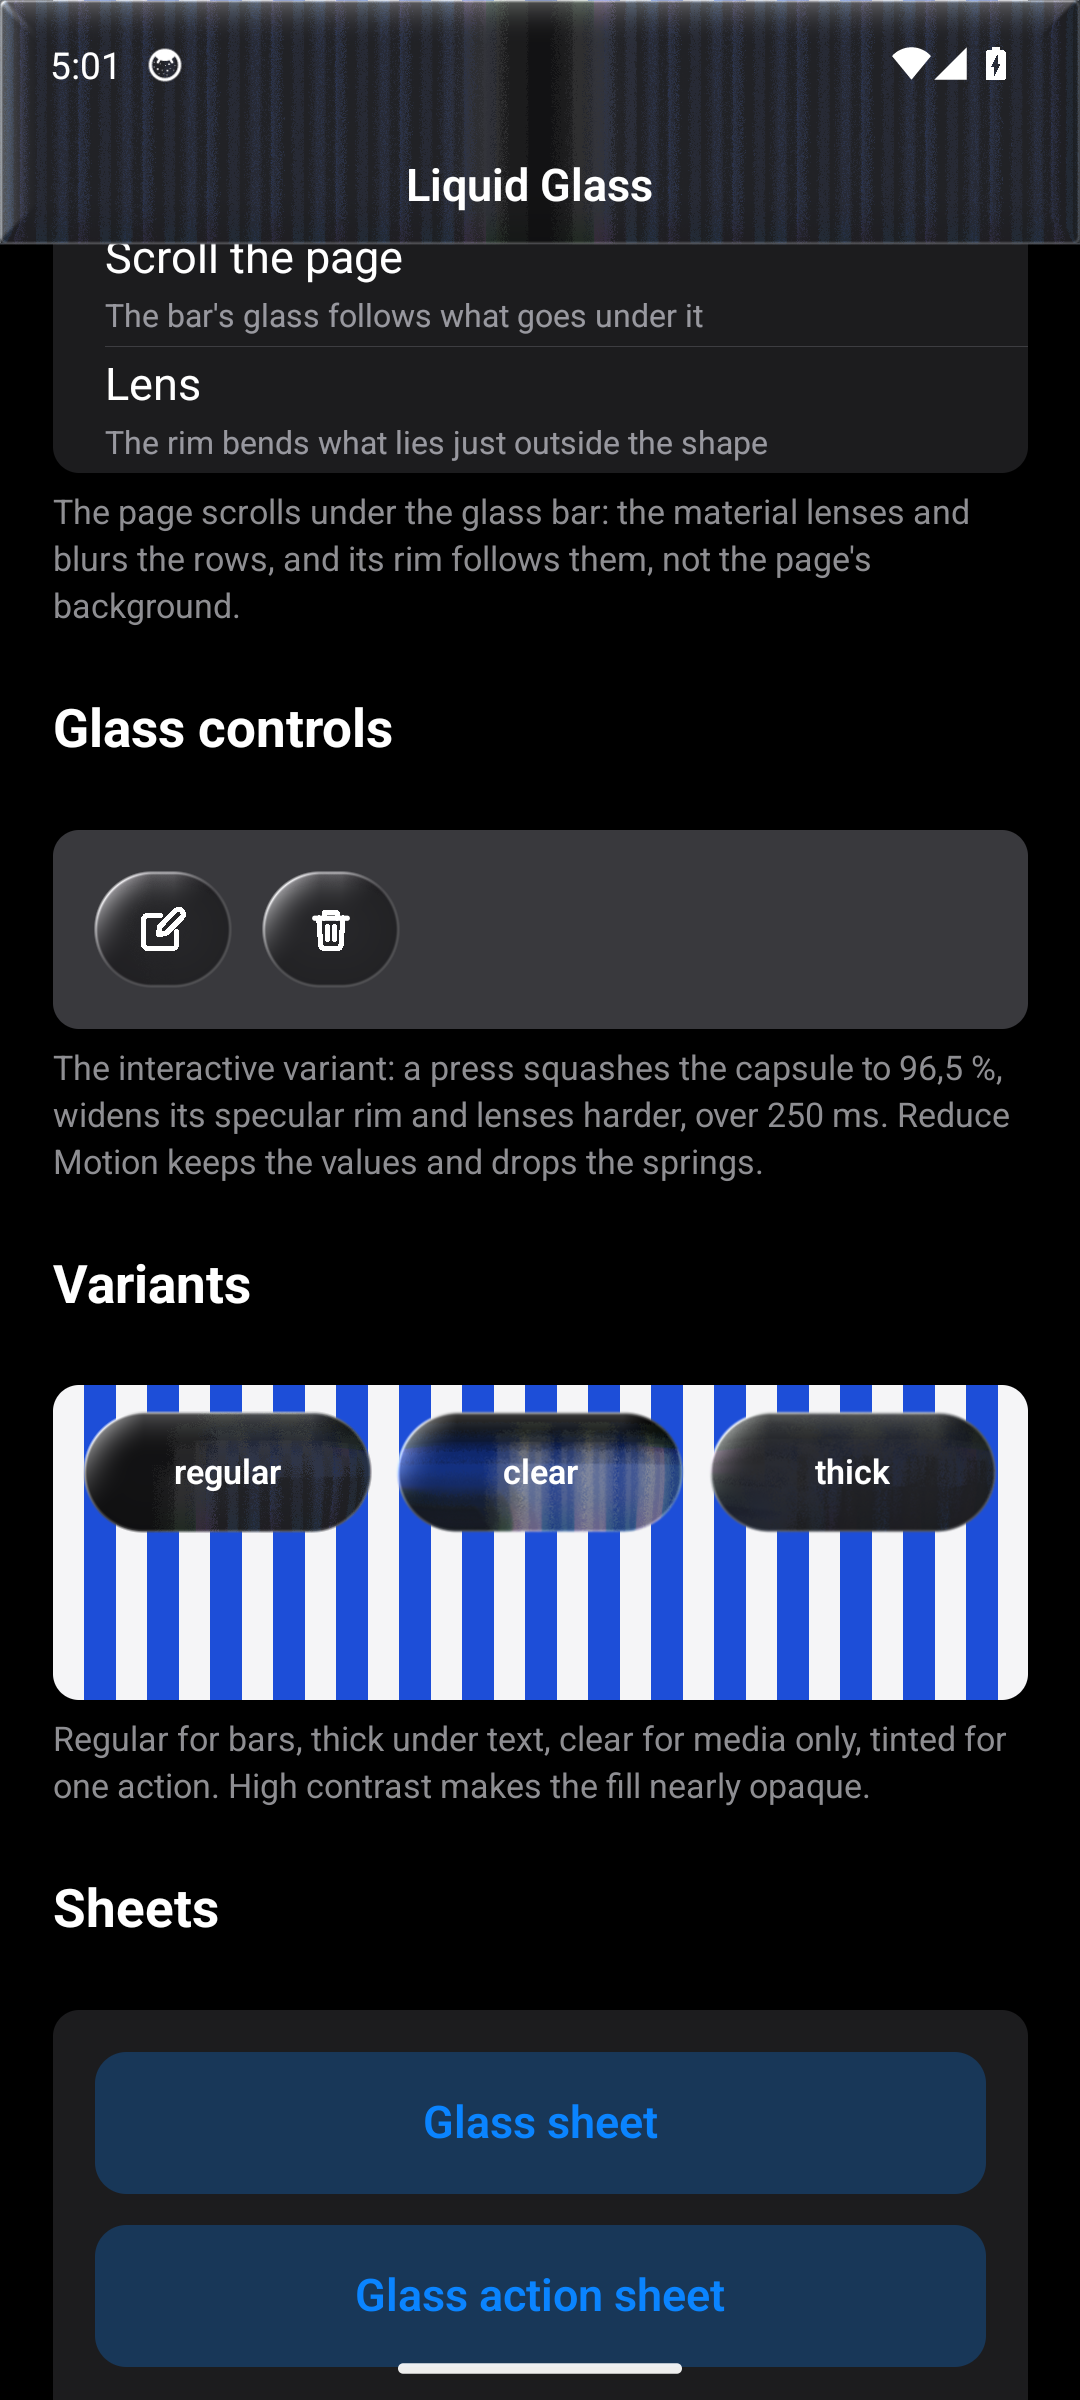 5:01
Liquid Glass
Scroll the page
The bar's glass follows what goes under it
Lens
The rim bends what lies just outside the shape
The page scrolls under the glass bar: the material lenses and
blurs the rows, and its rim follows them, not the page's
background.
Glass controls
The interactive variant: a press squashes the capsule to 96,5 %,
widens its specular rim and lenses harder, over 250 ms. Reduce
Motion keeps the values and drops the springs.
Variants
regular
clear
thick
Regular for bars, thick under text, clear for media only, tinted for
one action. High contrast makes the fill nearly opaque.
Sheets
Glass sheet
Glass action sheet